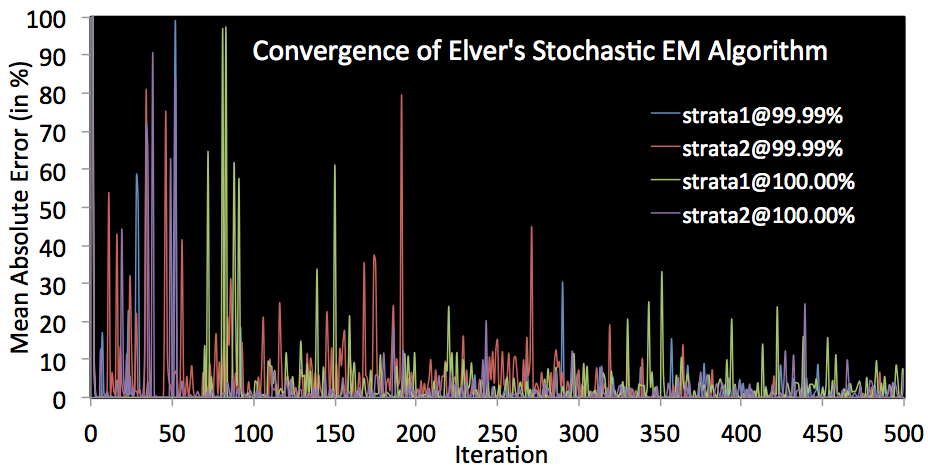 Convergence of Elver's Stochastic EM Algorithm
Mean Absolute Error (in %)
100
90
80
70
60
50
40
30
20
10
0
strata1@99.99%
strata2@99.99%
strata1@100.00%
strata2@100.00%
0 50 100 150 200 250 300 350 400 450 500
Iteration